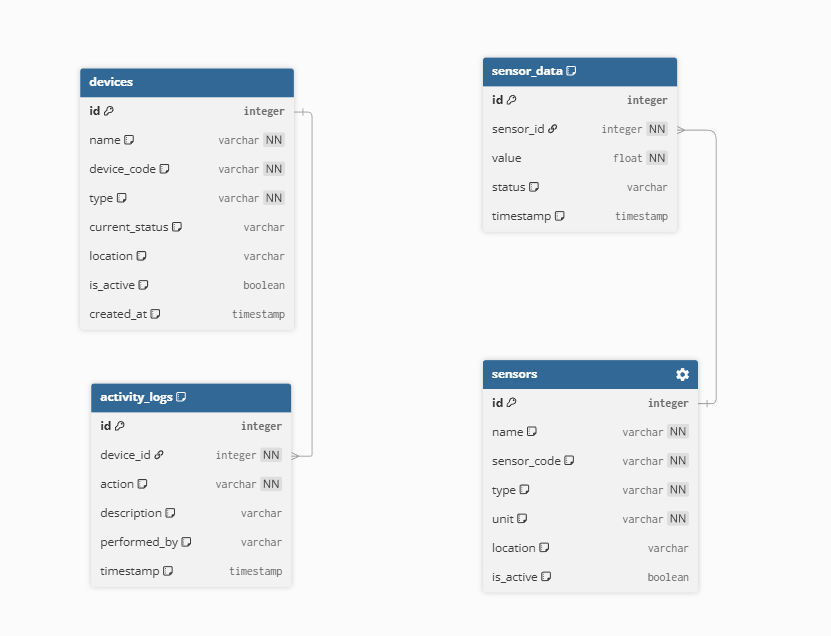 devices
id integer
name varchar NN
device_code varchar NN
type varchar NN
current_status varchar
location varchar
is_active boolean
created_at timestamp
activity_logs
id integer
device_id integer NN
action varchar NN
description varchar
performed_by varchar
timestamp timestamp
sensor_data
id integer
sensor_id integer NN
value float NN
status varchar
timestamp timestamp
sensors
id integer
name varchar NN
sensor_code varchar NN
type varchar NN
unit varchar NN
location varchar
is_active boolean